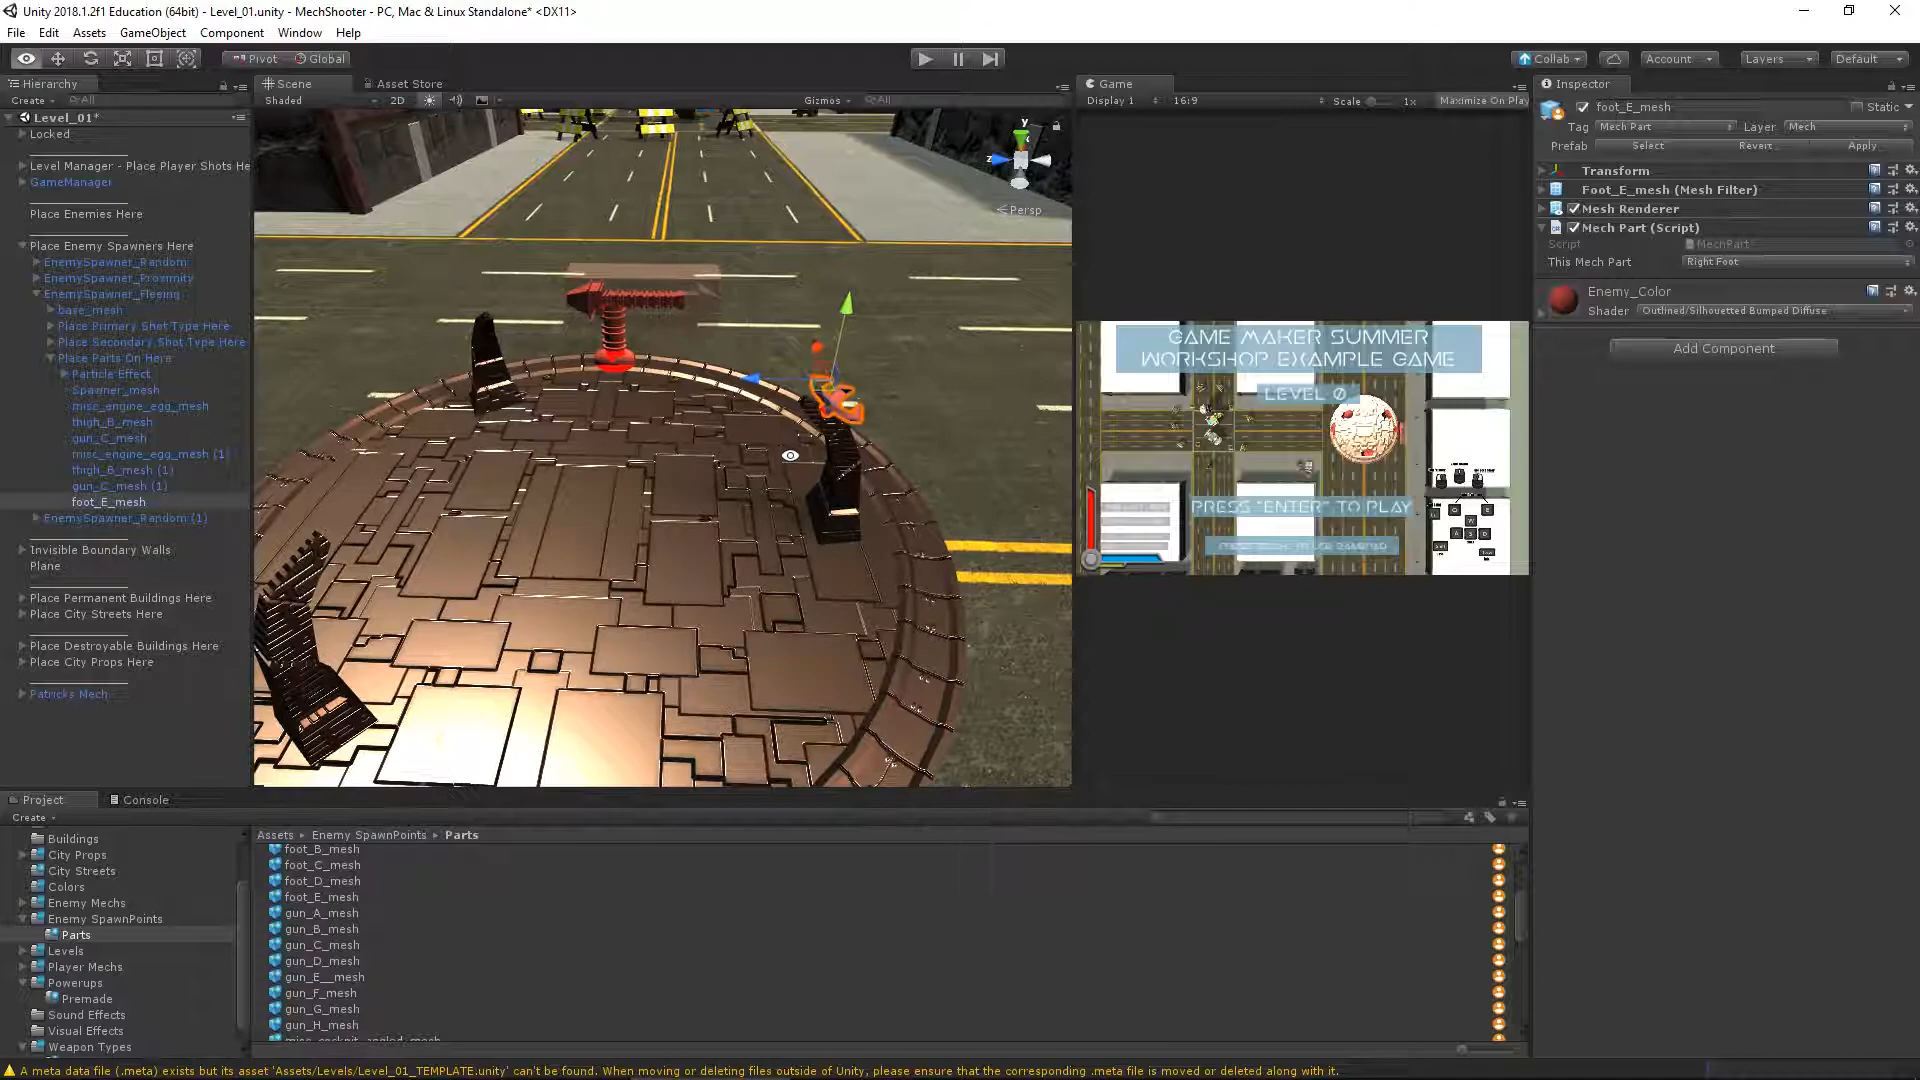 Unity 2018.1.2f1 Education (64bit) - Level_01.unity - MechShooter - PC, Mac & Linux Standalone* <DX11>
File Edit Assets GameObject Component Window Help
Pivot Global Collab Account Layers Default
Hierarchy
Create All
Level_01*
Locked
Level Manager - Place Player Shots He
GameManager
Place Enemies Here
Place Enemy Spawners Here
EnemySpawner_Random
EnemySpawner_Proximity
EnemySpawner_Fleeing
base_mesh
Place Primary Shot Type Here
Place Secondary Shot Type Here
Place Parts On Here
Particle Effect
Spawner_mesh
misc_engine_egg_mesh
thigh_B_mesh
gun_C_mesh
misc_engine_egg_mesh (1)
thigh_B_mesh (1)
gun_C_mesh (1)
foot_E_mesh
EnemySpawner_Random (1)
Invisible Boundary Walls
Plane
Place Permanent Buildings Here
Place City Streets Here
Place Destroyable Buildings Here
Place City Props Here
Patricks Mech
Scene Asset Store
Shaded 2D Gizmos All
y
z
Persp
Game
Display 1 16:9 Scale 1x Maximize On Play
GAME MAKER SUMMER
WORKSHOP EXAMPLE GAME
LEVEL 0
PRESS "ENTER" TO PLAY
Inspector
foot_E_mesh Static
Tag Mech Part Layer Mech
Prefab Select Revert Apply
Transform
Foot_E_mesh (Mesh Filter)
Mesh Renderer
Mech Part (Script)
Script MechPart
This Mech Part Right Foot
Enemy_Color
Shader Outlined/Silhouetted Bumped Diffuse
Add Component
Project Console
Create
Buildings
City Props
City Streets
Colors
Enemy Mechs
Enemy SpawnPoints
Parts
Levels
Player Mechs
Powerups
Premade
Sound Effects
Visual Effects
Weapon Types
Assets Enemy SpawnPoints Parts
foot_B_mesh
foot_C_mesh
foot_D_mesh
foot_E_mesh
gun_A_mesh
gun_B_mesh
gun_C_mesh
gun_D_mesh
gun_E__mesh
gun_F_mesh
gun_G_mesh
gun_H_mesh
misc_cockpit_angled_mesh
A meta data file (.meta) exists but its asset 'Assets/Levels/Level_01_TEMPLATE.unity' can't be found. When moving or deleting files outside of Unity, please ensure that the corresponding .meta file is moved or deleted along with it.